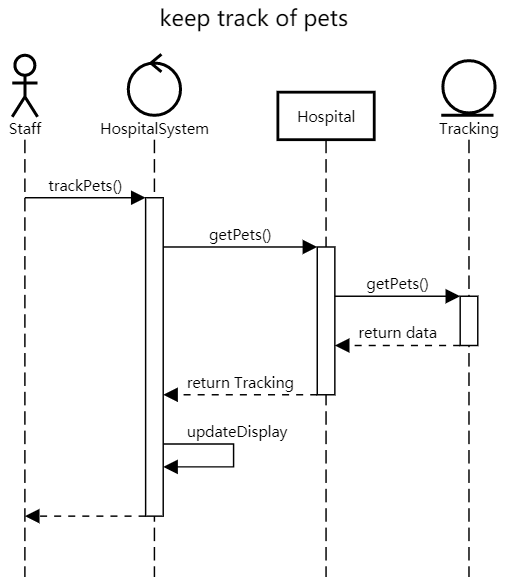 keep track of pets
Staff
HospitalSystem
Hospital
Tracking
trackPets()
getPets()
getPets()
return data
return Tracking
updateDisplay